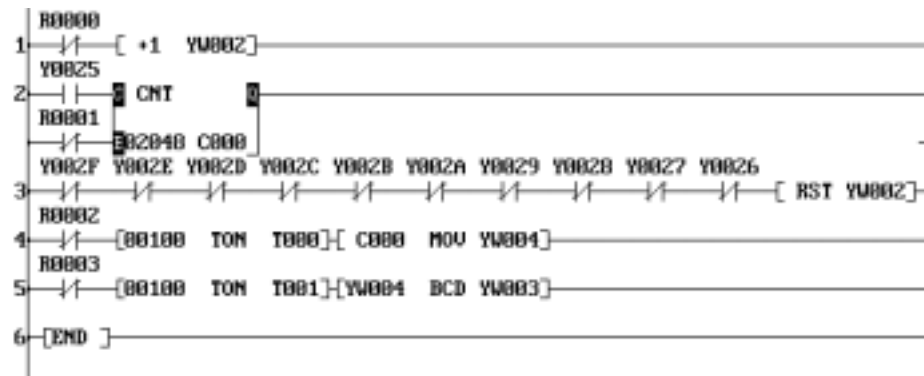 R0000
1 [ +1 YW002]
Y0025
2 C CNT Q
R0001
E 02048 C000
Y002F Y002E Y002D Y002C Y002B Y002A Y0029 Y0028 Y0027 Y0026
3 [ RST YW002]
R0002
4 [00100 TON T000] [ C000 MOV YW004]
R0003
5 [00100 TON T001] [YW004 BCD YW003]
6 [END ]